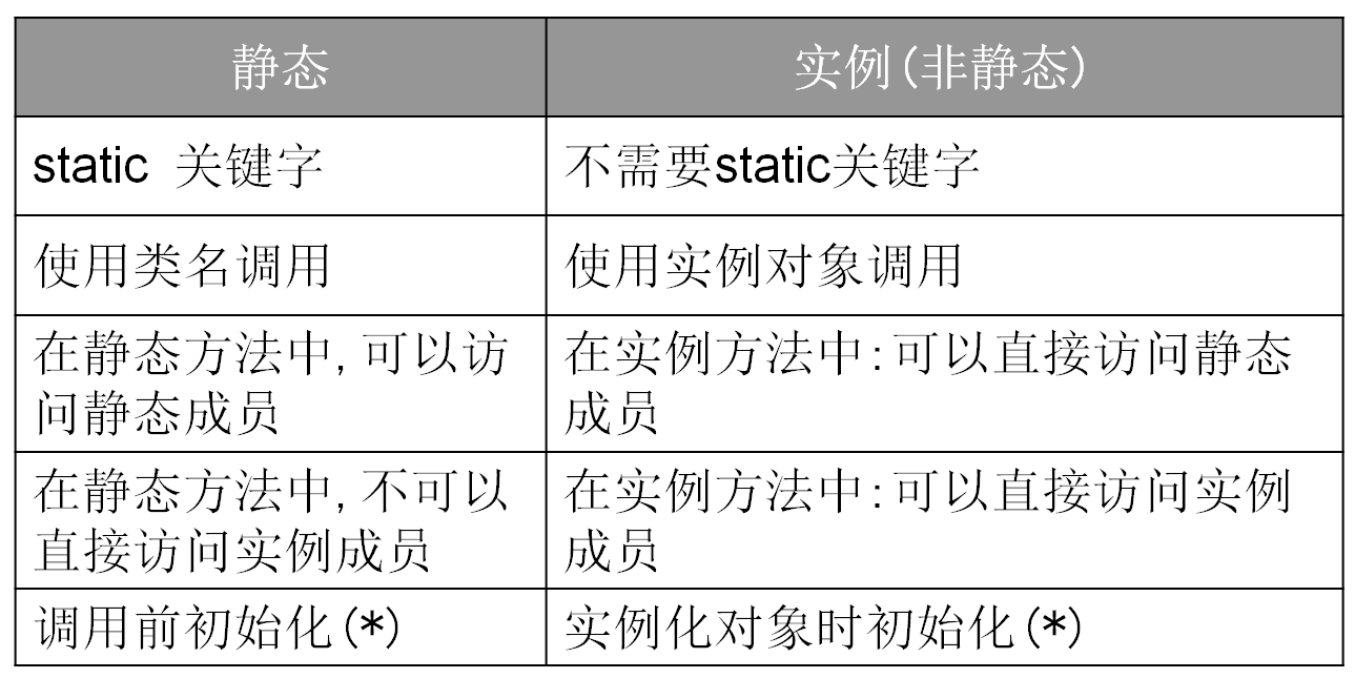 静态
实例(非静态)
static 关键字
不需要static关键字
使用类名调用
使用实例对象调用
在静态方法中,可以访
问静态成员
在实例方法中:可以直接访问静态
成员
在静态方法中,不可以
直接访问实例成员
在实例方法中:可以直接访问实例
成员
调用前初始化(*)
实例化对象时初始化(*)